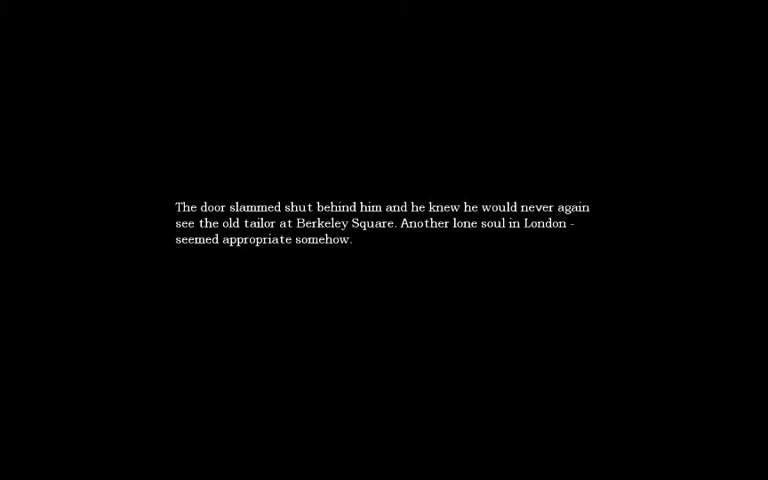 The door slammed shut behind him and he knew he would never again
see the old tailor at Berkeley Square. Another lone soul in London -
seemed appropriate somehow.